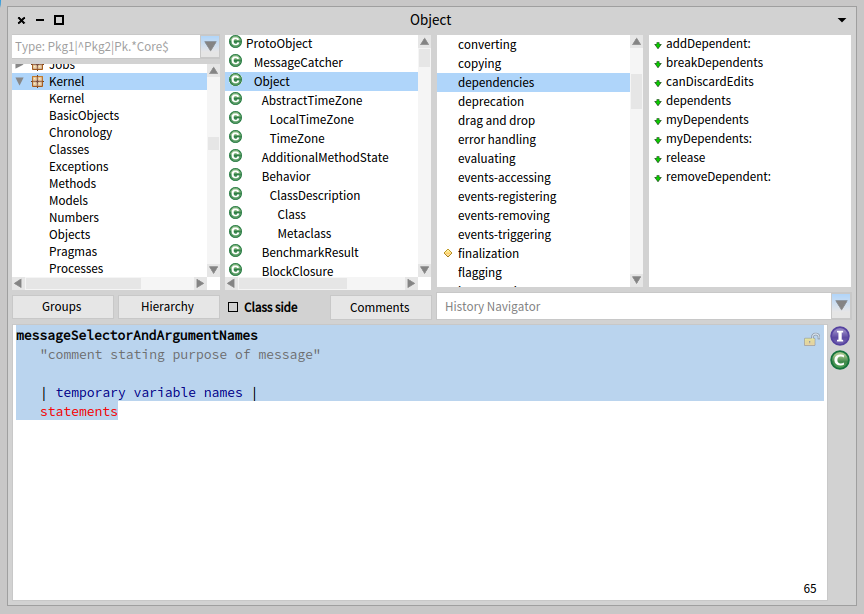 Object
Type: Pkg1|^Pkg2|Pk.*Core$
Jobs
Kernel
Kernel
BasicObjects
Chronology
Classes
Exceptions
Methods
Models
Numbers
Objects
Pragmas
Processes
ProtoObject
MessageCatcher
Object
AbstractTimeZone
LocalTimeZone
TimeZone
AdditionalMethodState
Behavior
ClassDescription
Class
Metaclass
BenchmarkResult
BlockClosure
converting
copying
dependencies
deprecation
drag and drop
error handling
evaluating
events-accessing
events-registering
events-removing
events-triggering
finalization
flagging
addDependent:
breakDependents
canDiscardEdits
dependents
myDependents
myDependents:
release
removeDependent:
Groups
Hierarchy
Class side
Comments
History Navigator
messageSelectorAndArgumentNames
"comment stating purpose of message"
| temporary variable names |
statements
I
C
65